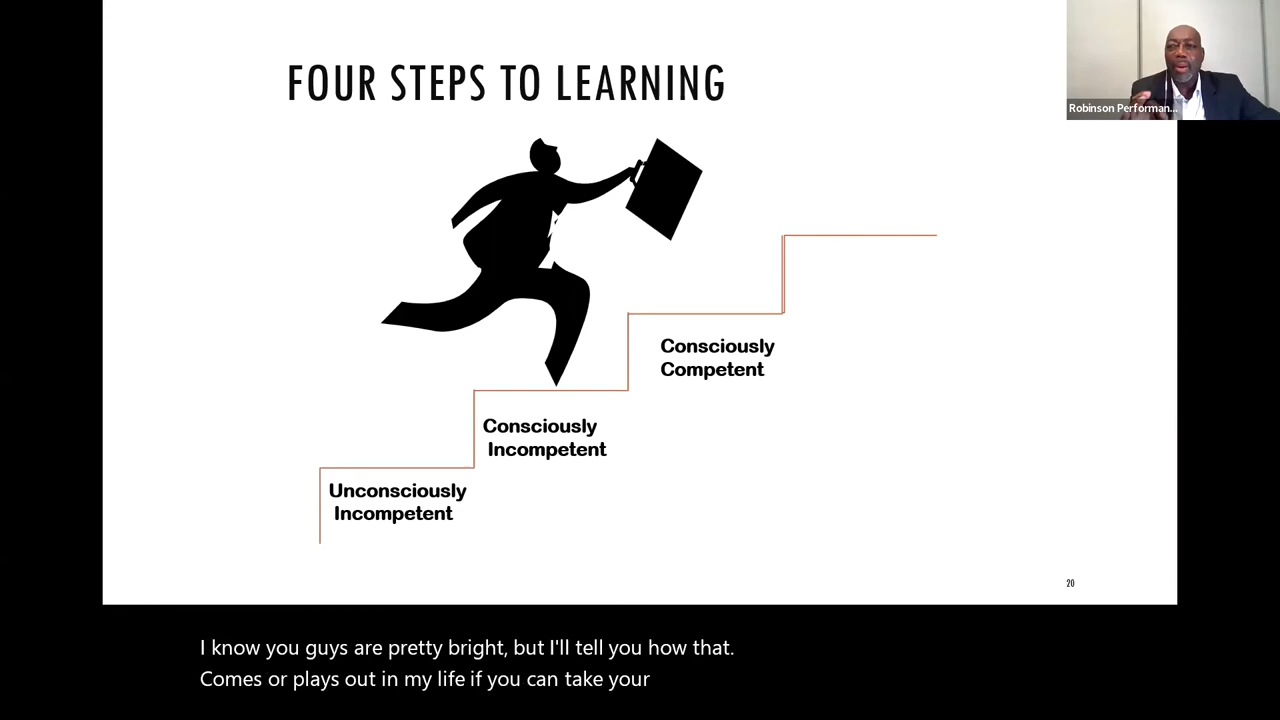 FOUR STEPS TO LEARNING
Robinson Performan...
Consciously
Competent
Consciously
Incompetent
Unconsciously
Incompetent
20
I know you guys are pretty bright, but I'll tell you how that.
Comes or plays out in my life if you can take your